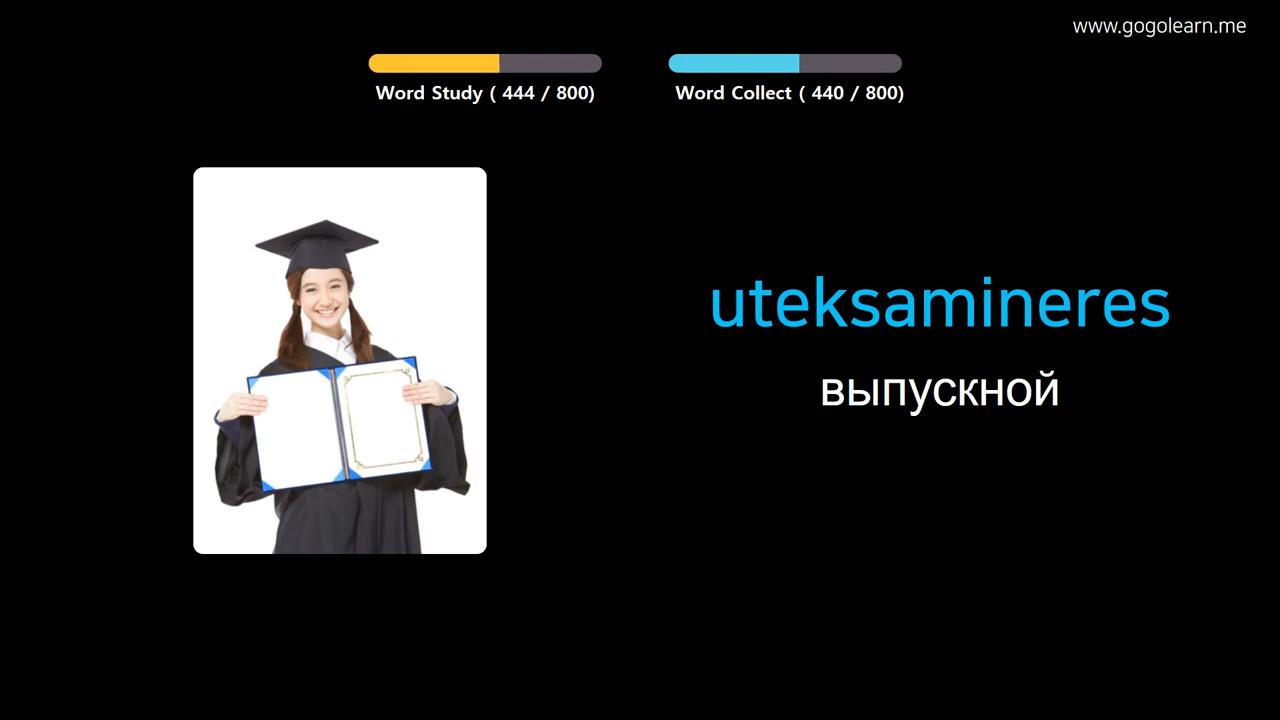 www.gogolearn.me
Word Study ( 444 / 800)
Word Collect ( 440 / 800)
uteksamineres
выпускной